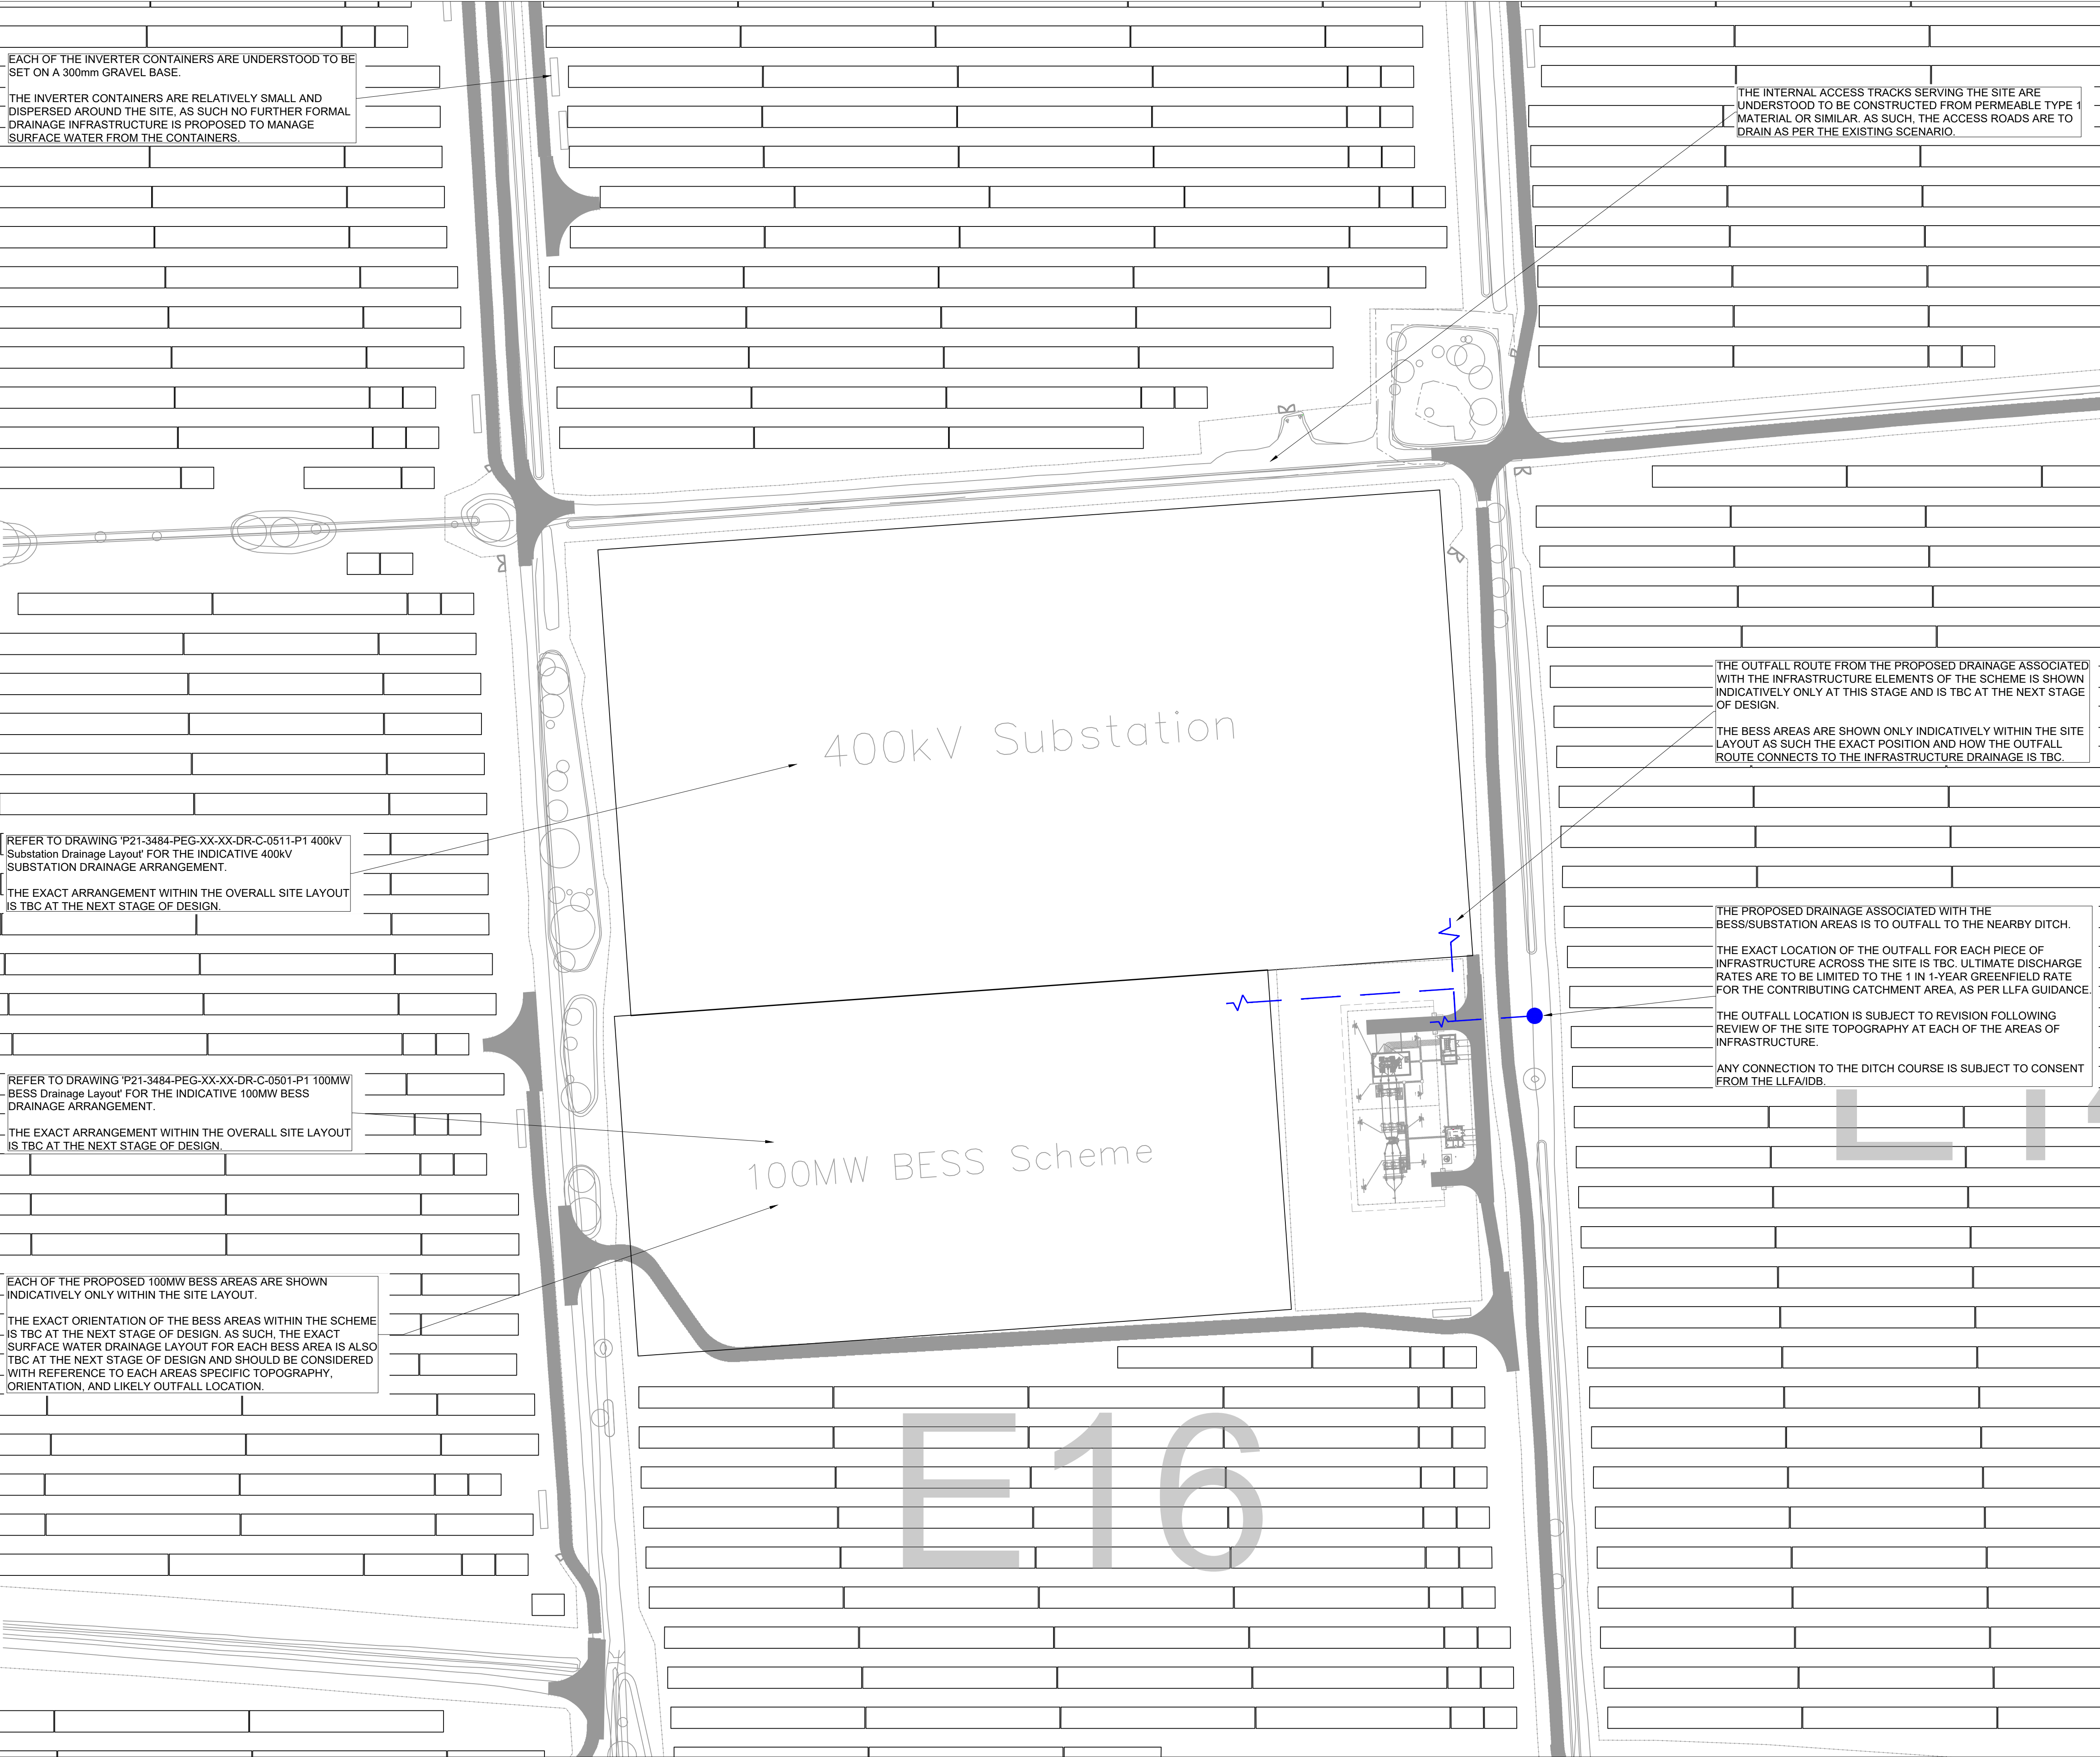 EACH OF THE INVERTER CONTAINERS ARE UNDERSTOOD TO BE
SET ON A 300mm GRAVEL BASE.
THE INVERTER CONTAINERS ARE RELATIVELY SMALL AND
DISPERSED AROUND THE SITE, AS SUCH NO FURTHER FORMAL
DRAINAGE INFRASTRUCTURE IS PROPOSED TO MANAGE
SURFACE WATER FROM THE CONTAINERS.
THE INTERNAL ACCESS TRACKS SERVING THE SITE ARE
UNDERSTOOD TO BE CONSTRUCTED FROM PERMEABLE TYPE 1
MATERIAL OR SIMILAR. AS SUCH, THE ACCESS ROADS ARE TO
DRAIN AS PER THE EXISTING SCENARIO.
400kV Substation
THE OUTFALL ROUTE FROM THE PROPOSED DRAINAGE ASSOCIATED
WITH THE INFRASTRUCTURE ELEMENTS OF THE SCHEME IS SHOWN
INDICATIVELY ONLY AT THIS STAGE AND IS TBC AT THE NEXT STAGE
OF DESIGN.
THE BESS AREAS ARE SHOWN ONLY INDICATIVELY WITHIN THE SITE
LAYOUT AS SUCH THE EXACT POSITION AND HOW THE OUTFALL
ROUTE CONNECTS TO THE INFRASTRUCTURE DRAINAGE IS TBC.
REFER TO DRAWING 'P21-3484-PEG-XX-XX-DR-C-0511-P1 400kV
Substation Drainage Layout' FOR THE INDICATIVE 400kV
SUBSTATION DRAINAGE ARRANGEMENT.
THE EXACT ARRANGEMENT WITHIN THE OVERALL SITE LAYOUT
IS TBC AT THE NEXT STAGE OF DESIGN.
THE PROPOSED DRAINAGE ASSOCIATED WITH THE
BESS/SUBSTATION AREAS IS TO OUTFALL TO THE NEARBY DITCH.
THE EXACT LOCATION OF THE OUTFALL FOR EACH PIECE OF
INFRASTRUCTURE ACROSS THE SITE IS TBC. ULTIMATE DISCHARGE
RATES ARE TO BE LIMITED TO THE 1 IN 1-YEAR GREENFIELD RATE
FOR THE CONTRIBUTING CATCHMENT AREA, AS PER LLFA GUIDANCE.
THE OUTFALL LOCATION IS SUBJECT TO REVISION FOLLOWING
REVIEW OF THE SITE TOPOGRAPHY AT EACH OF THE AREAS OF
INFRASTRUCTURE.
ANY CONNECTION TO THE DITCH COURSE IS SUBJECT TO CONSENT
FROM THE LLFA/IDB.
REFER TO DRAWING 'P21-3484-PEG-XX-XX-DR-C-0501-P1 100MW
BESS Drainage Layout' FOR THE INDICATIVE 100MW BESS
DRAINAGE ARRANGEMENT.
THE EXACT ARRANGEMENT WITHIN THE OVERALL SITE LAYOUT
IS TBC AT THE NEXT STAGE OF DESIGN.
100MW BESS Scheme
EACH OF THE PROPOSED 100MW BESS AREAS ARE SHOWN
INDICATIVELY ONLY WITHIN THE SITE LAYOUT.
THE EXACT ORIENTATION OF THE BESS AREAS WITHIN THE SCHEME
IS TBC AT THE NEXT STAGE OF DESIGN. AS SUCH, THE EXACT
SURFACE WATER DRAINAGE LAYOUT FOR EACH BESS AREA IS ALSO
TBC AT THE NEXT STAGE OF DESIGN AND SHOULD BE CONSIDERED
WITH REFERENCE TO EACH AREAS SPECIFIC TOPOGRAPHY,
ORIENTATION, AND LIKELY OUTFALL LOCATION.
E16